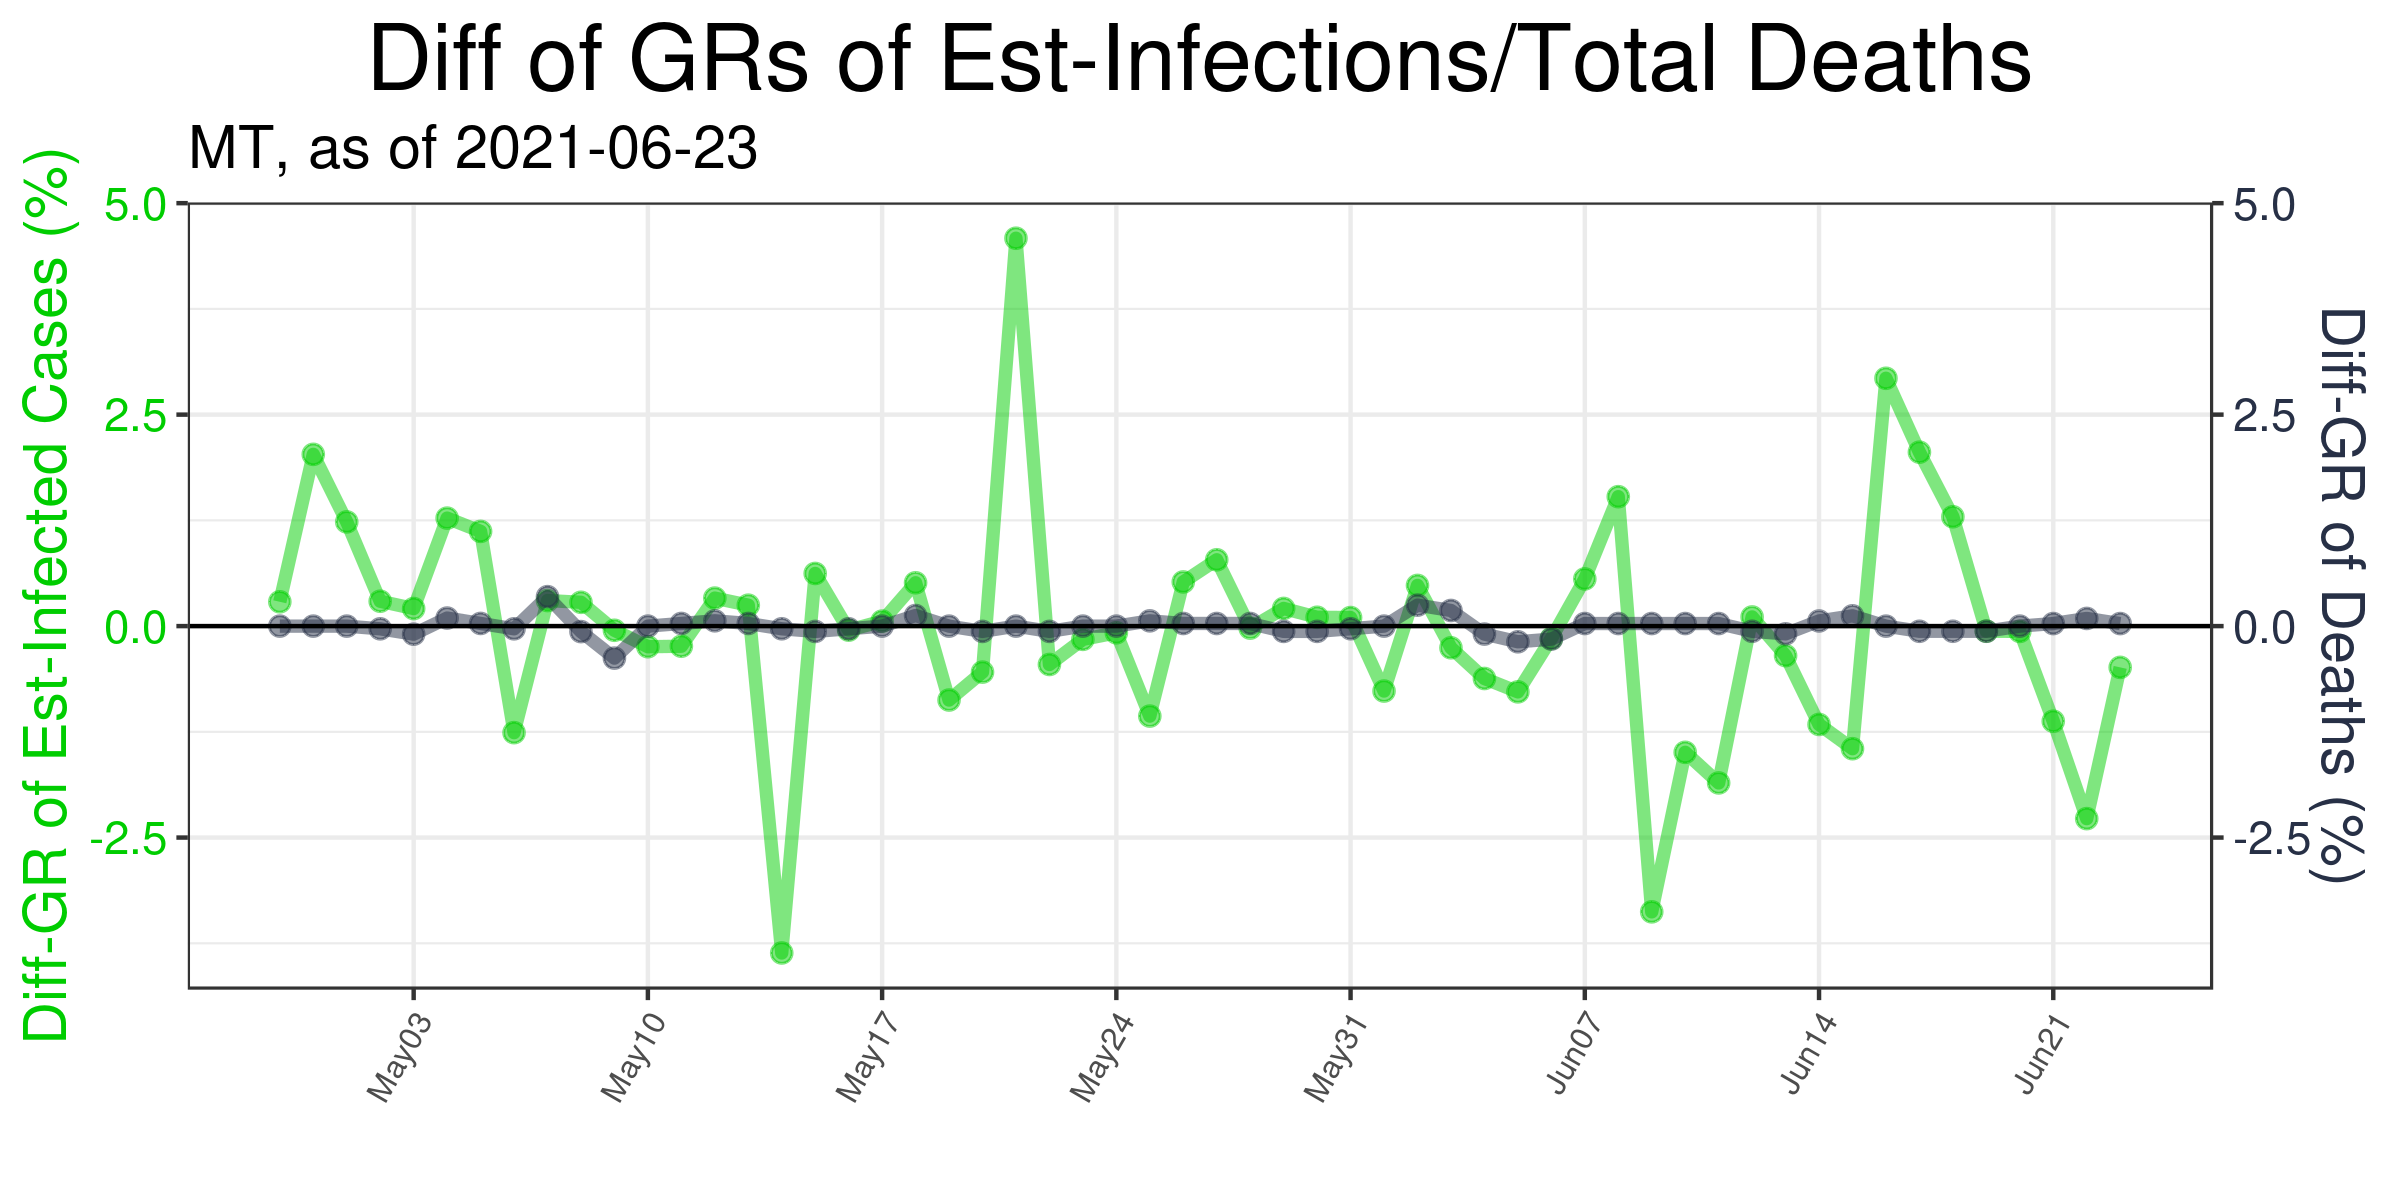 Diff of GRs of Est-Infections/Total Deaths
MT, as of 2021-06-23
Diff-GR of Est-Infected Cases (%)
5.0
2.5
0.0
-2.5
5.0
2.5
0.0
-2.5
Diff-GR of Deaths (%)
May03
May10
May17
May24
May31
Jun07
Jun14
Jun21